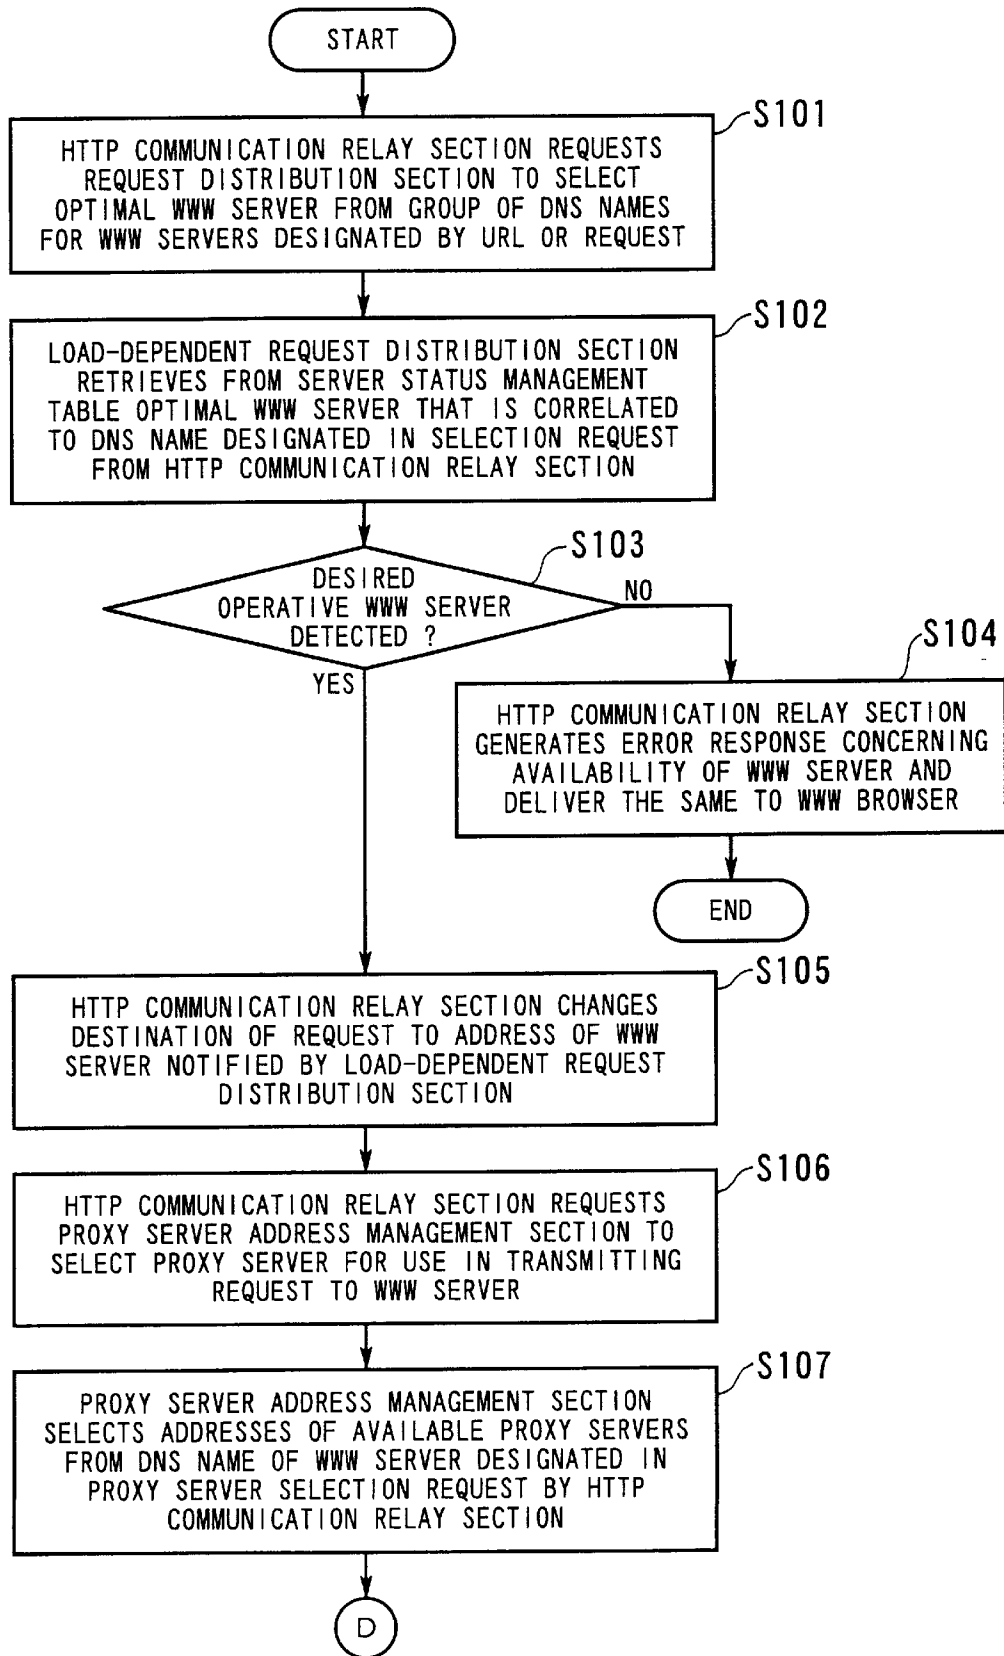 START
S101
HTTP COMMUNICATION RELAY SECTION REQUESTS
REQUEST DISTRIBUTION SECTION TO SELECT
OPTIMAL WWW SERVER FROM GROUP OF DNS NAMES
FOR WWW SERVERS DESIGNATED BY URL OR REQUEST
S102
LOAD-DEPENDENT REQUEST DISTRIBUTION SECTION
RETRIEVES FROM SERVER STATUS MANAGEMENT
TABLE OPTIMAL WWW SERVER THAT IS CORRELATED
TO DNS NAME DESIGNATED IN SELECTION REQUEST
FROM HTTP COMMUNICATION RELAY SECTION
S103
DESIRED
OPERATIVE WWW SERVER
DETECTED ?
NO
YES
S104
HTTP COMMUNICATION RELAY SECTION
GENERATES ERROR RESPONSE CONCERNING
AVAILABILITY OF WWW SERVER AND
DELIVER THE SAME TO WWW BROWSER
END
S105
HTTP COMMUNICATION RELAY SECTION CHANGES
DESTINATION OF REQUEST TO ADDRESS OF WWW
SERVER NOTIFIED BY LOAD-DEPENDENT REQUEST
DISTRIBUTION SECTION
S106
HTTP COMMUNICATION RELAY SECTION REQUESTS
PROXY SERVER ADDRESS MANAGEMENT SECTION TO
SELECT PROXY SERVER FOR USE IN TRANSMITTING
REQUEST TO WWW SERVER
S107
PROXY SERVER ADDRESS MANAGEMENT SECTION
SELECTS ADDRESSES OF AVAILABLE PROXY SERVERS
FROM DNS NAME OF WWW SERVER DESIGNATED IN
PROXY SERVER SELECTION REQUEST BY HTTP
COMMUNICATION RELAY SECTION
D